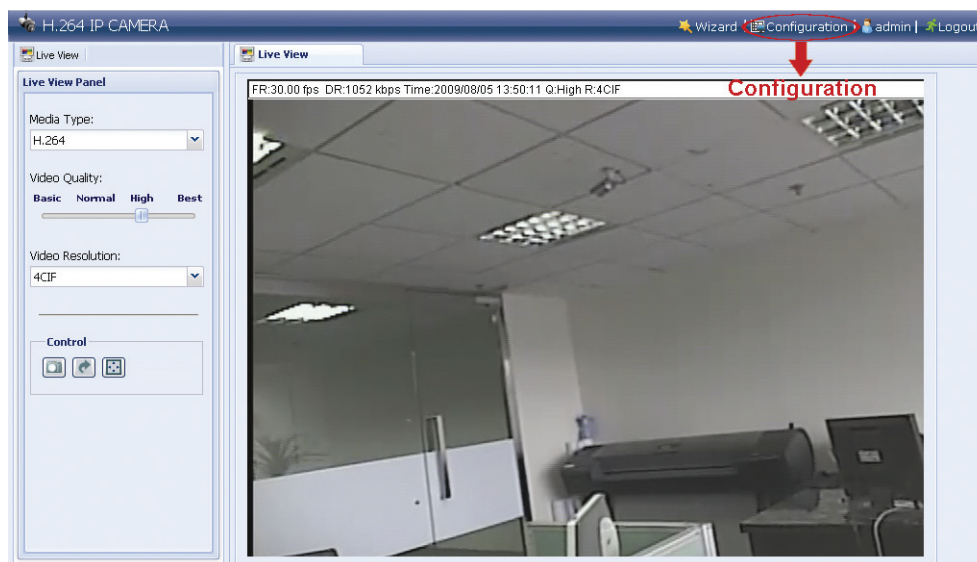 H.264 IP CAMERA
Wizard | Configuration | admin | Logout
Live View
Live View
Live View Panel
FR:30.00 fps DR:1052 kbps Time:2009/08/05 13:50:11 Q:High R:4CIF
Configuration
Media Type:
H.264
Video Quality:
Basic Normal High Best
Video Resolution:
4CIF
Control